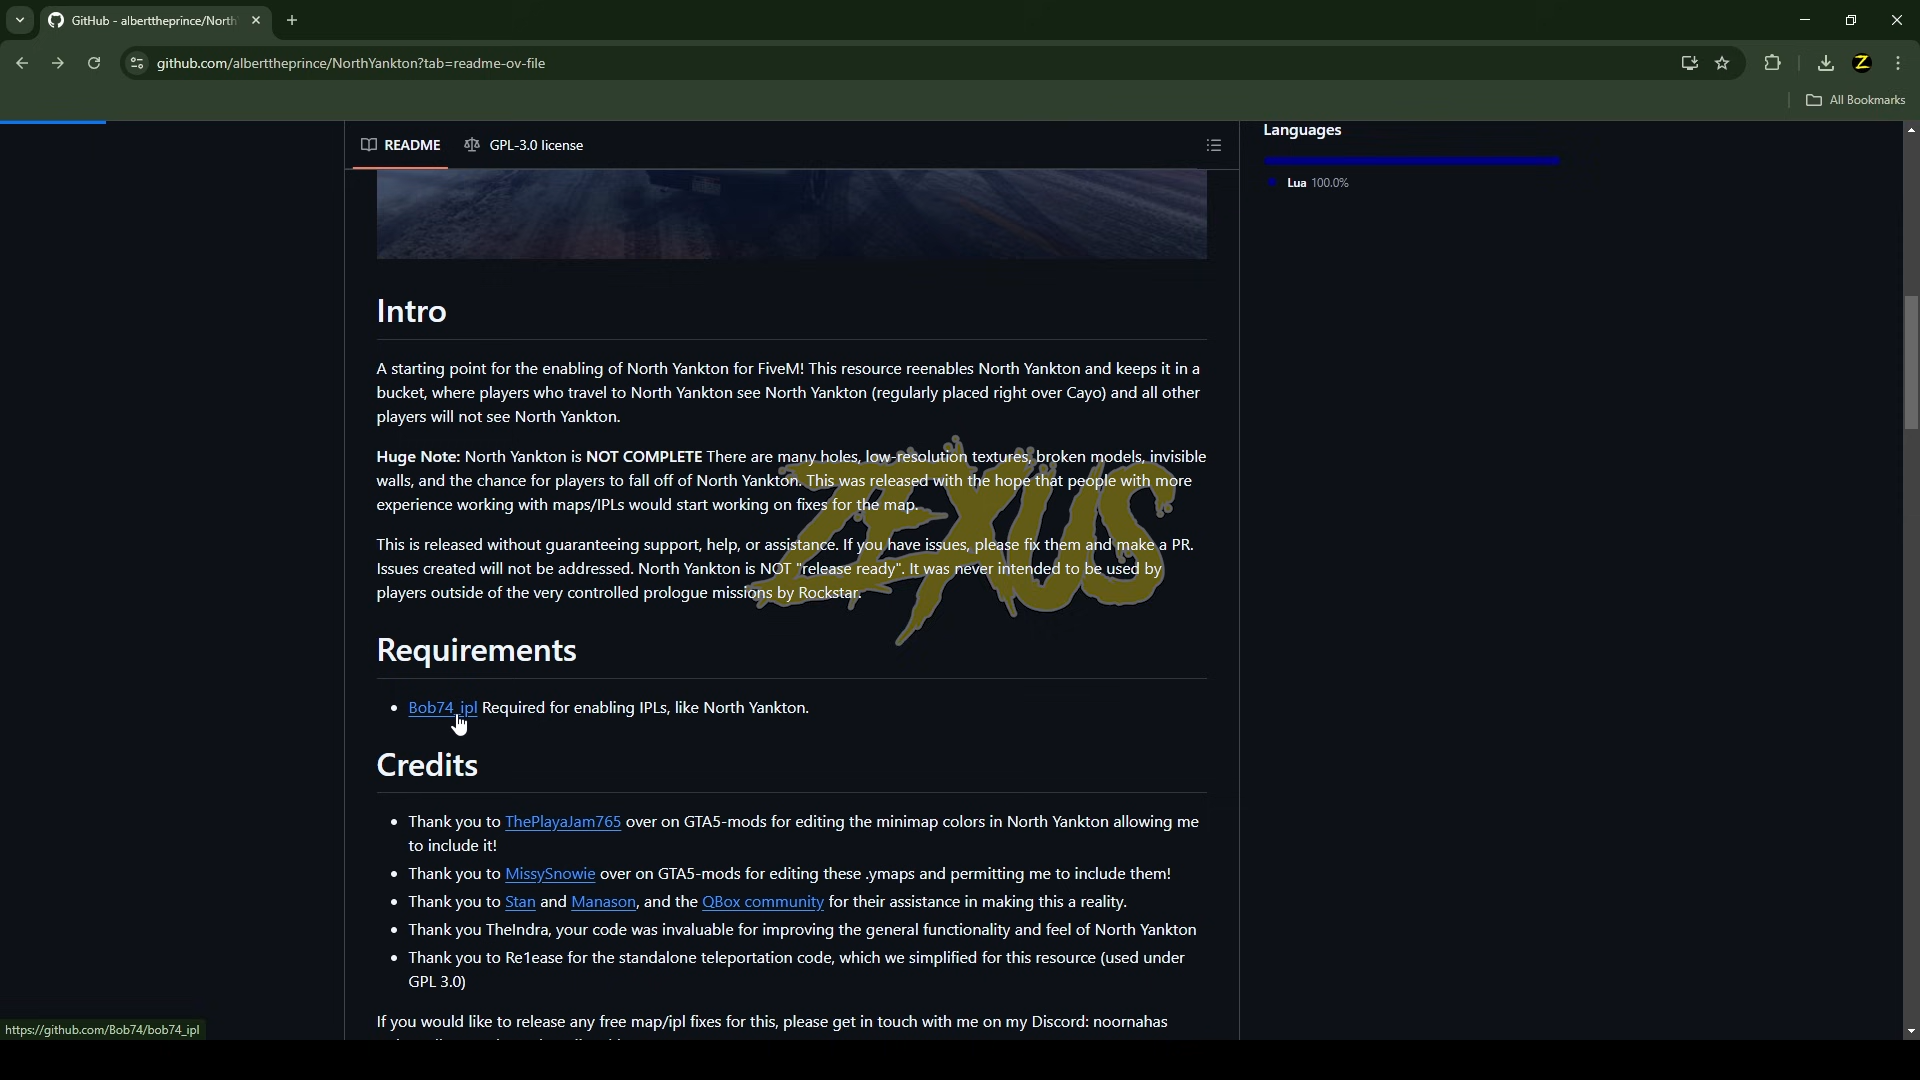 GitHub - alberttheprince/North
github.com/alberttheprince/NorthYankton?tab=readme-ov-file
Z
All Bookmarks
README
GPL-3.0 license
Languages
Lua 100.0%
Intro
A starting point for the enabling of North Yankton for FiveM! This resource reenables North Yankton and keeps it in a
bucket, where players who travel to North Yankton see North Yankton (regularly placed right over Cayo) and all other
players will not see North Yankton.
Huge Note: North Yankton is NOT COMPLETE There are many holes, low-resolution textures, broken models, invisible
walls, and the chance for players to fall off of North Yankton. This was released with the hope that people with more
experience working with maps/IPLs would start working on fixes for the map.
ZEXUS
This is released without guaranteeing support, help, or assistance. If you have issues, please fix them and make a PR.
Issues created will not be addressed. North Yankton is NOT "release ready". It was never intended to be used by
players outside of the very controlled prologue missions by Rockstar.
Requirements
Bob74_ipl Required for enabling IPLs, like North Yankton.
Credits
Thank you to ThePlayaJam765 over on GTA5-mods for editing the minimap colors in North Yankton allowing me
to include it!
Thank you to MissySnowie over on GTA5-mods for editing these .ymaps and permitting me to include them!
Thank you to Stan and Manason, and the QBox community for their assistance in making this a reality.
Thank you TheIndra, your code was invaluable for improving the general functionality and feel of North Yankton
Thank you to Re1ease for the standalone teleportation code, which we simplified for this resource (used under
GPL 3.0)
If you would like to release any free map/ipl fixes for this, please get in touch with me on my Discord: noornahas
https://github.com/Bob74/bob74_ipl